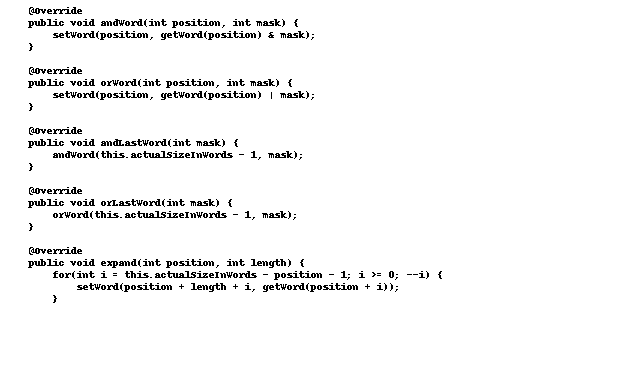 @Override
public void andWord(int position, int mask) {
    setWord(position, getWord(position) & mask);
}

@Override
public void orWord(int position, int mask) {
    setWord(position, getWord(position) | mask);
}

@Override
public void andLastWord(int mask) {
    andWord(this.actualSizeInWords - 1, mask);
}

@Override
public void orLastWord(int mask) {
    orWord(this.actualSizeInWords - 1, mask);
}

@Override
public void expand(int position, int length) {
    for(int i = this.actualSizeInWords - position - 1; i >= 0; --i) {
        setWord(position + length + i, getWord(position + i));
    }